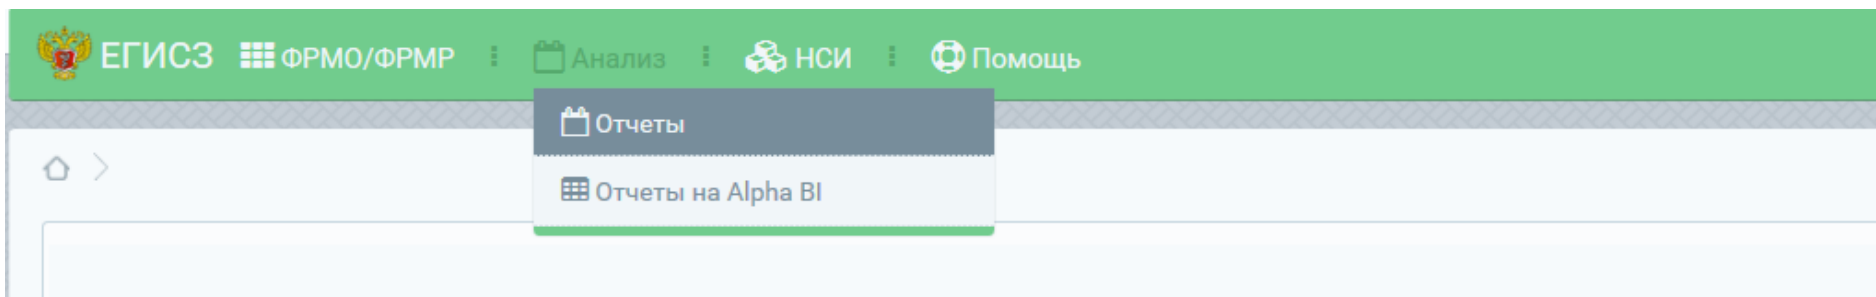 ЕГИСЗ ФРМО/ФРМР Анализ НСИ Помощь
Отчеты
Отчеты на Alpha BI